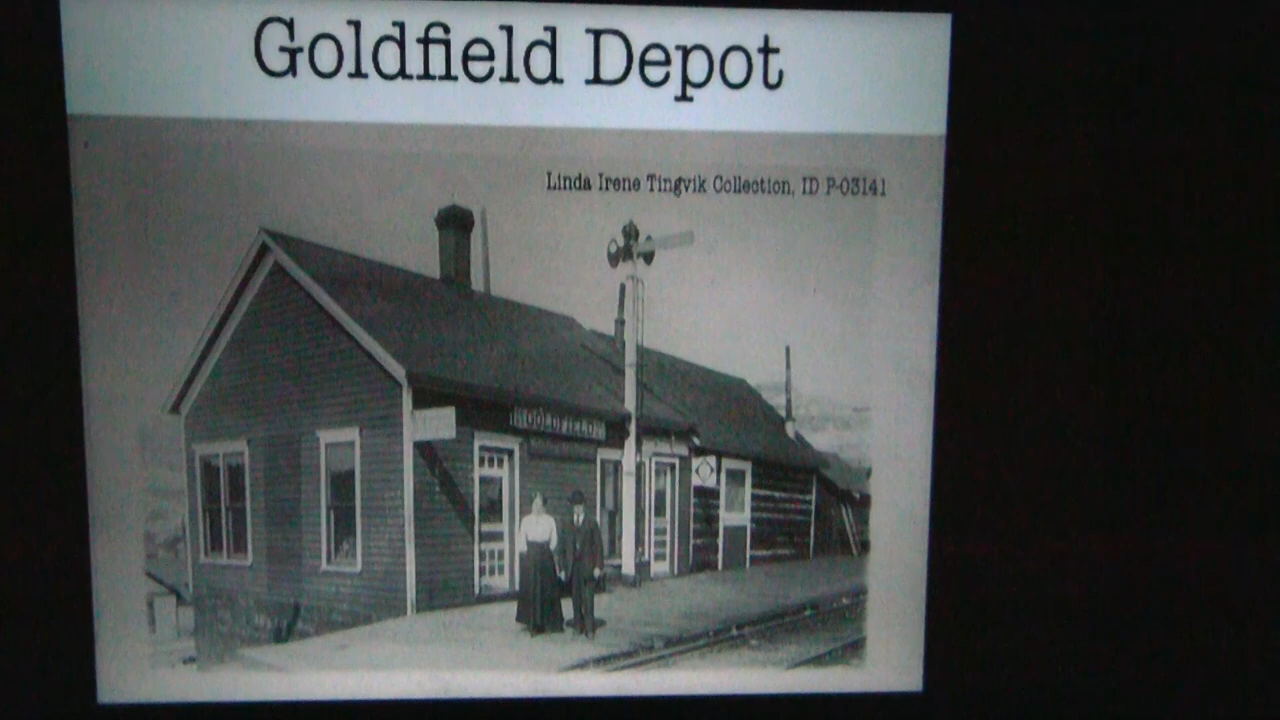 Goldfield Depot
Linda Irene Tingvik Collection, ID P-03141
GOLDFIELD